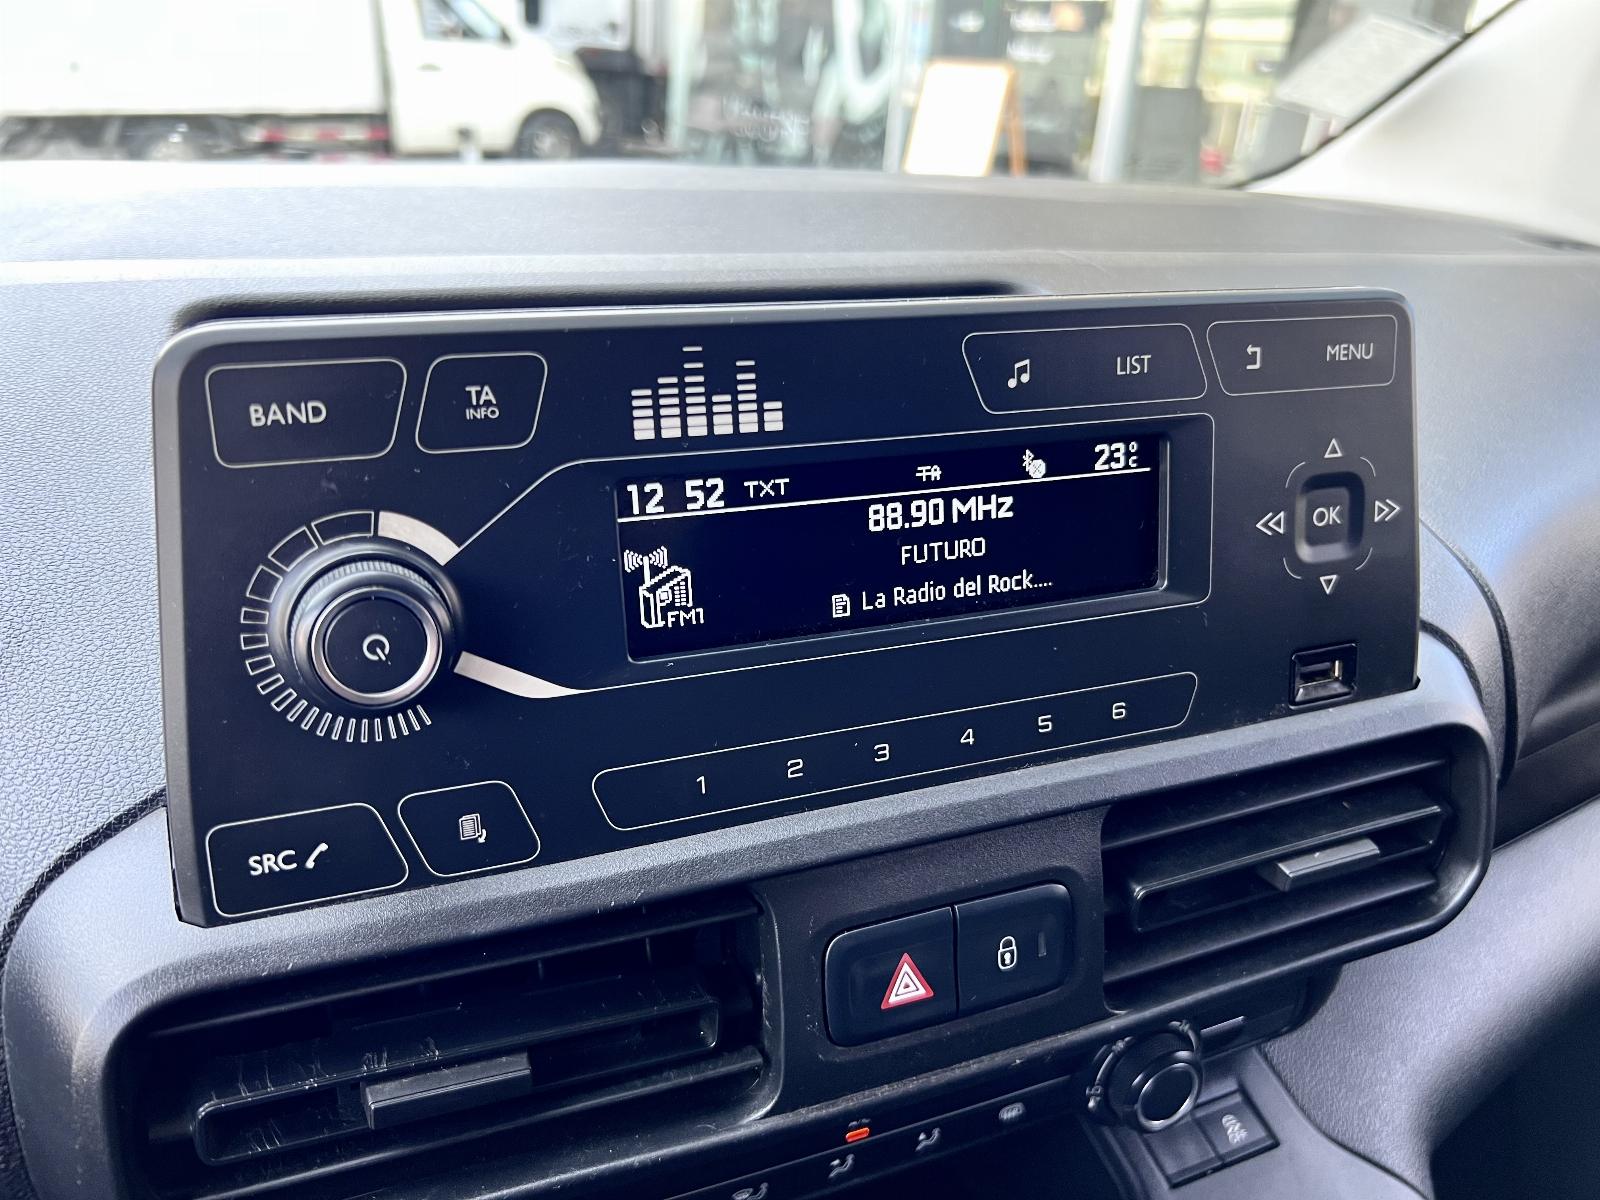 BAND
TA
INFO
LIST
MENU
12 52 TXT TA 23°C
88.90 MHz
FUTURO
La Radio del Rock....
FM1
OK
1 2 3 4 5 6
SRC